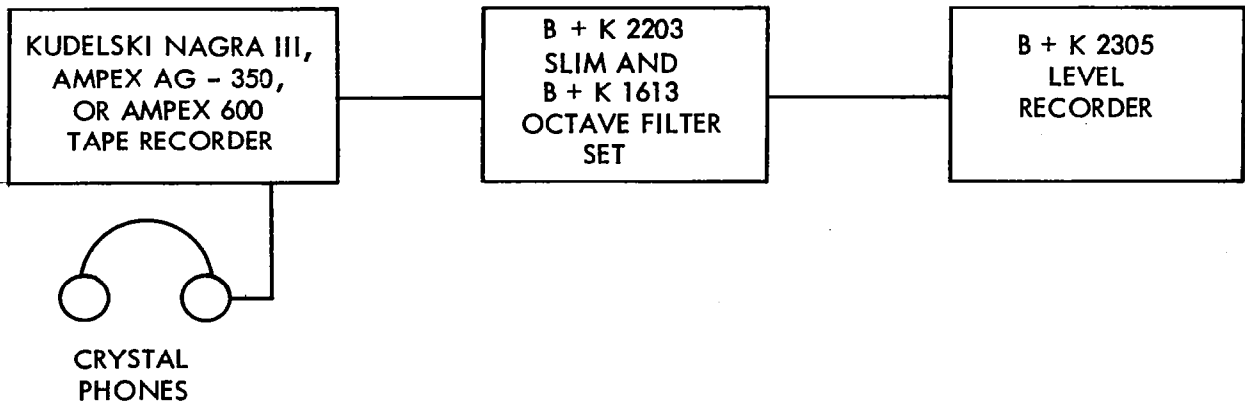 KUDELSKI NAGRA III,
AMPEX AG - 350,
OR AMPEX 600
TAPE RECORDER
B + K 2203
SLIM AND
B + K 1613
OCTAVE FILTER
SET
B + K 2305
LEVEL
RECORDER
CRYSTAL
PHONES